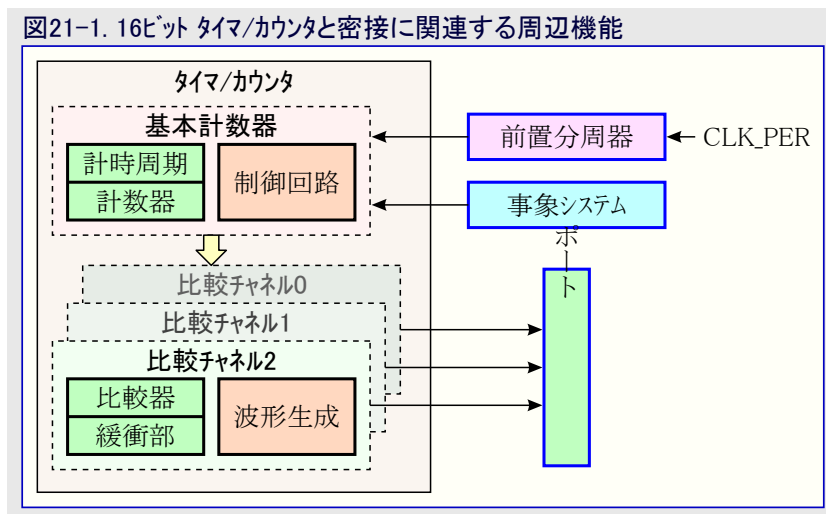 図21-1. 16ビット タイマ/カウンタと密接に関連する周辺機能
タイマ/カウンタ
基本計数器
計時周期
計数器
制御回路
前置分周器
CLK_PER
事象システム
比較チャネル0
比較チャネル1
比較チャネル2
比較器
緩衝部
波形生成
ポート